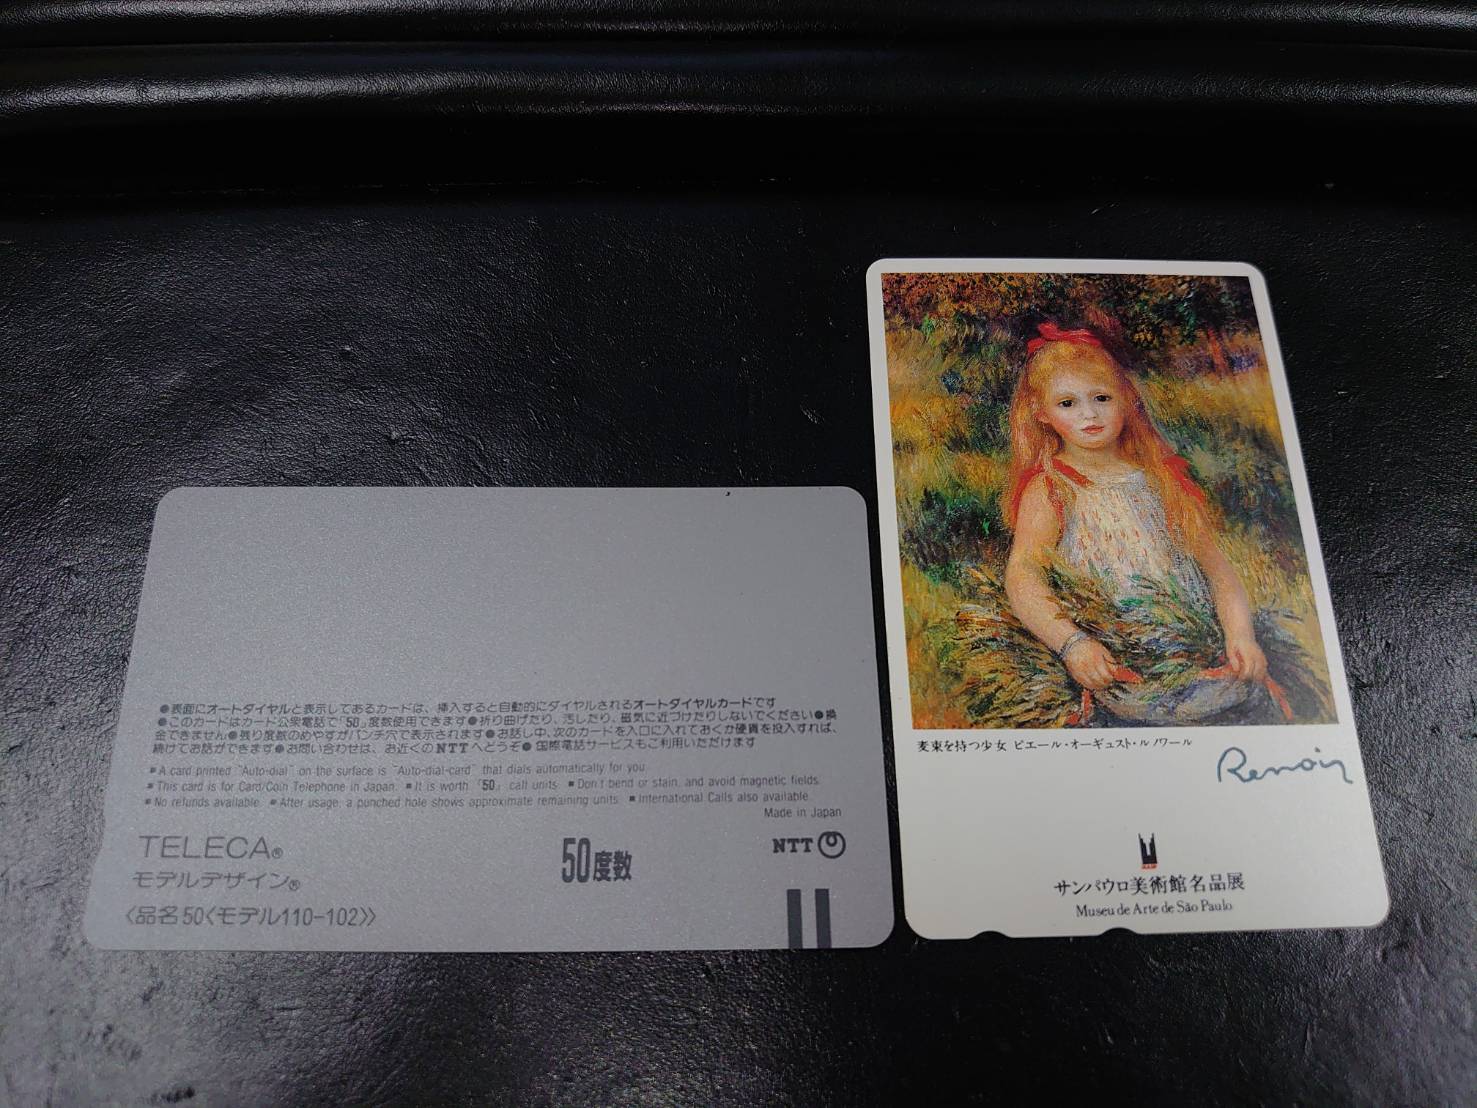 ●表面にオートダイヤルと表示してあるカードは、挿入すると自動的にダイヤルされるオートダイヤルカードです
●このカードはカード公衆電話で「50」度数使用できます●折り曲げたり、汚したり、磁気に近づけたりしないでください●換
金できません●残り度数のめやすがパンチ穴で表示されます●お話し中、次のカードを入口に入れておくか硬貨を投入すれば、
続けてお話ができます●お問い合わせは、お近くのNTTへどうぞ●国際電話サービスもご利用いただけます
■A card printed "Auto-dial" on the surface is "Auto-dial-card" that dials automatically for you.
■This card is for Card/Coin Telephone in Japan. ■It is worth「50」call units ■Don't bend or stain, and avoid magnetic fields.
■No refunds available. ■After usage, a punched hole shows approximate remaining units. ■International Calls also available.
Made in Japan
TELECA®
モデルデザイン®
50度数
NTT
〈品名50〈モデル110-102〉〉
麦束を持つ少女 ピエール・オーギュスト・ルノワール
Renoir
サンパウロ美術館名品展
Museu de Arte de São Paulo